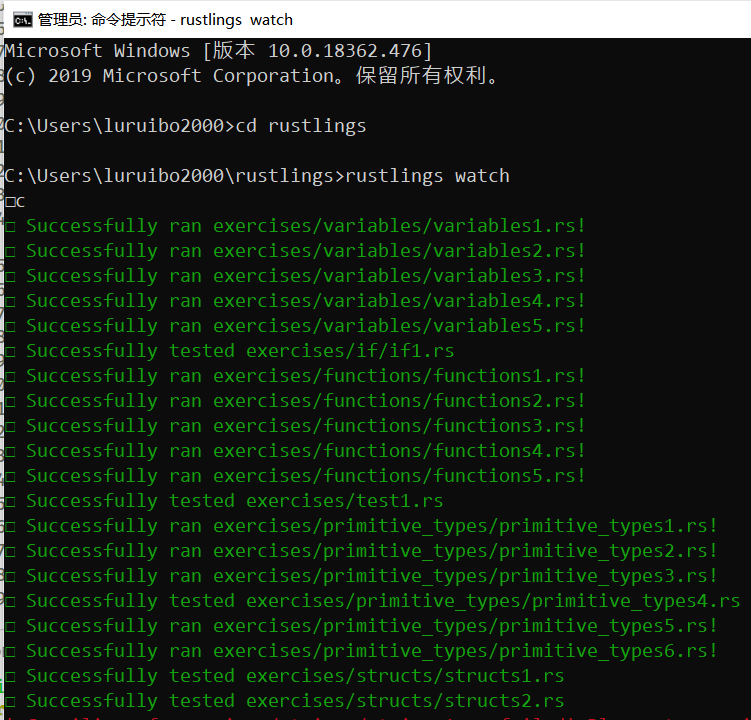 管理员: 命令提示符 - rustlings watch
Microsoft Windows [版本 10.0.18362.476]
(c) 2019 Microsoft Corporation。保留所有权利。
C:\Users\luruibo2000>cd rustlings
C:\Users\luruibo2000\rustlings>rustlings watch
□c
□ Successfully ran exercises/variables/variables1.rs!
□ Successfully ran exercises/variables/variables2.rs!
□ Successfully ran exercises/variables/variables3.rs!
□ Successfully ran exercises/variables/variables4.rs!
□ Successfully ran exercises/variables/variables5.rs!
□ Successfully tested exercises/if/if1.rs
□ Successfully ran exercises/functions/functions1.rs!
□ Successfully ran exercises/functions/functions2.rs!
□ Successfully ran exercises/functions/functions3.rs!
□ Successfully ran exercises/functions/functions4.rs!
□ Successfully ran exercises/functions/functions5.rs!
□ Successfully tested exercises/test1.rs
□ Successfully ran exercises/primitive_types/primitive_types1.rs!
□ Successfully ran exercises/primitive_types/primitive_types2.rs!
□ Successfully ran exercises/primitive_types/primitive_types3.rs!
□ Successfully tested exercises/primitive_types/primitive_types4.rs
□ Successfully ran exercises/primitive_types/primitive_types5.rs!
□ Successfully ran exercises/primitive_types/primitive_types6.rs!
□ Successfully tested exercises/structs/structs1.rs
□ Successfully tested exercises/structs/structs2.rs